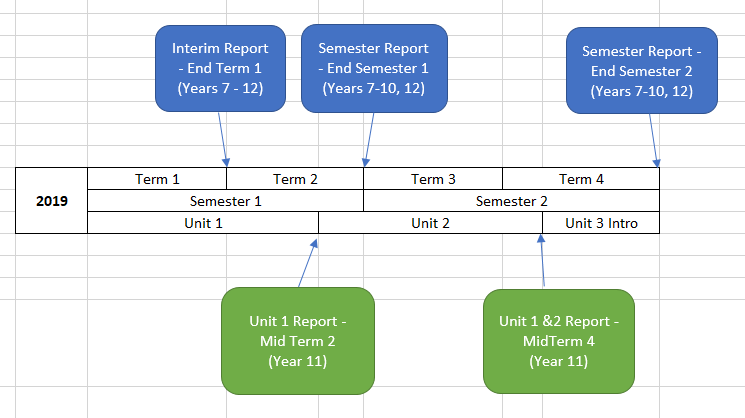 Interim Report
- End Term 1
(Years 7 - 12)
Semester Report
- End Semester 1
(Years 7-10, 12)
Semester Report -
End Semester 2
(Years 7-10, 12)
2019
Term 1
Term 2
Term 3
Term 4
Semester 1
Semester 2
Unit 1
Unit 2
Unit 3 Intro
Unit 1 Report -
Mid Term 2
(Year 11)
Unit 1 &2 Report -
MidTerm 4
(Year 11)